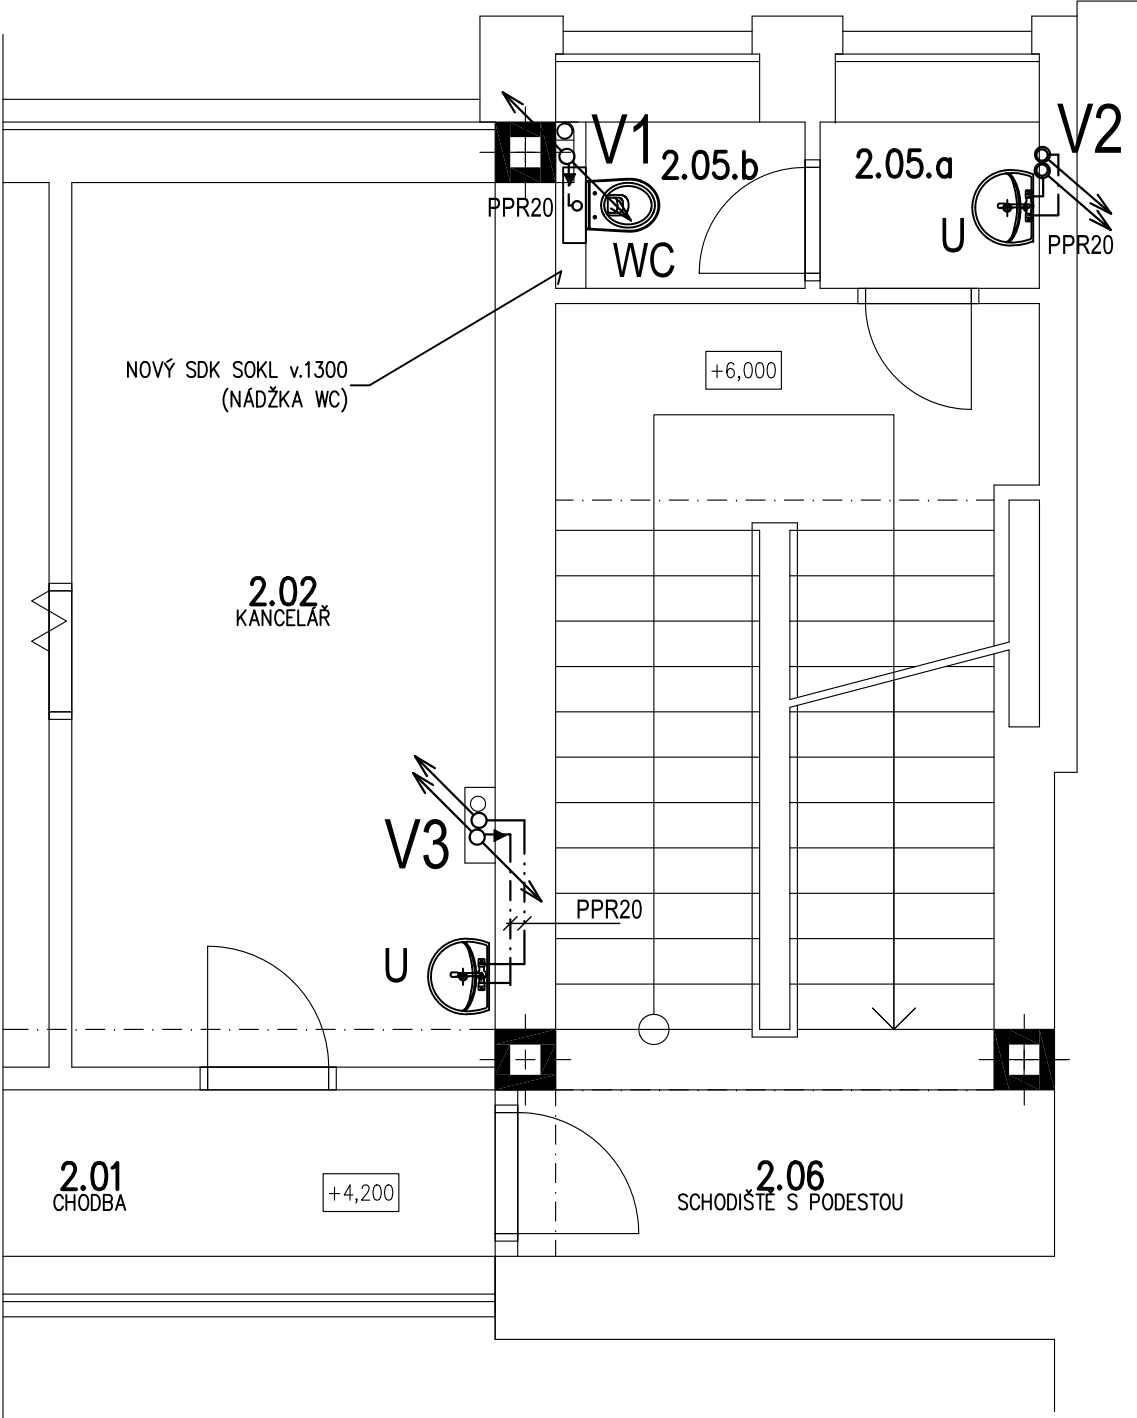 V1
V2
2.05.b
2.05.a
PPR20
U
PPR20
WC
NOVÝ SDK SOKL v.1300
(NÁDŽKA WC)
+6,000
2.02
KANCELÁŘ
V3
PPR20
U
2.01
CHODBA
+4,200
2.06
SCHODIŠTĚ S PODESTOU